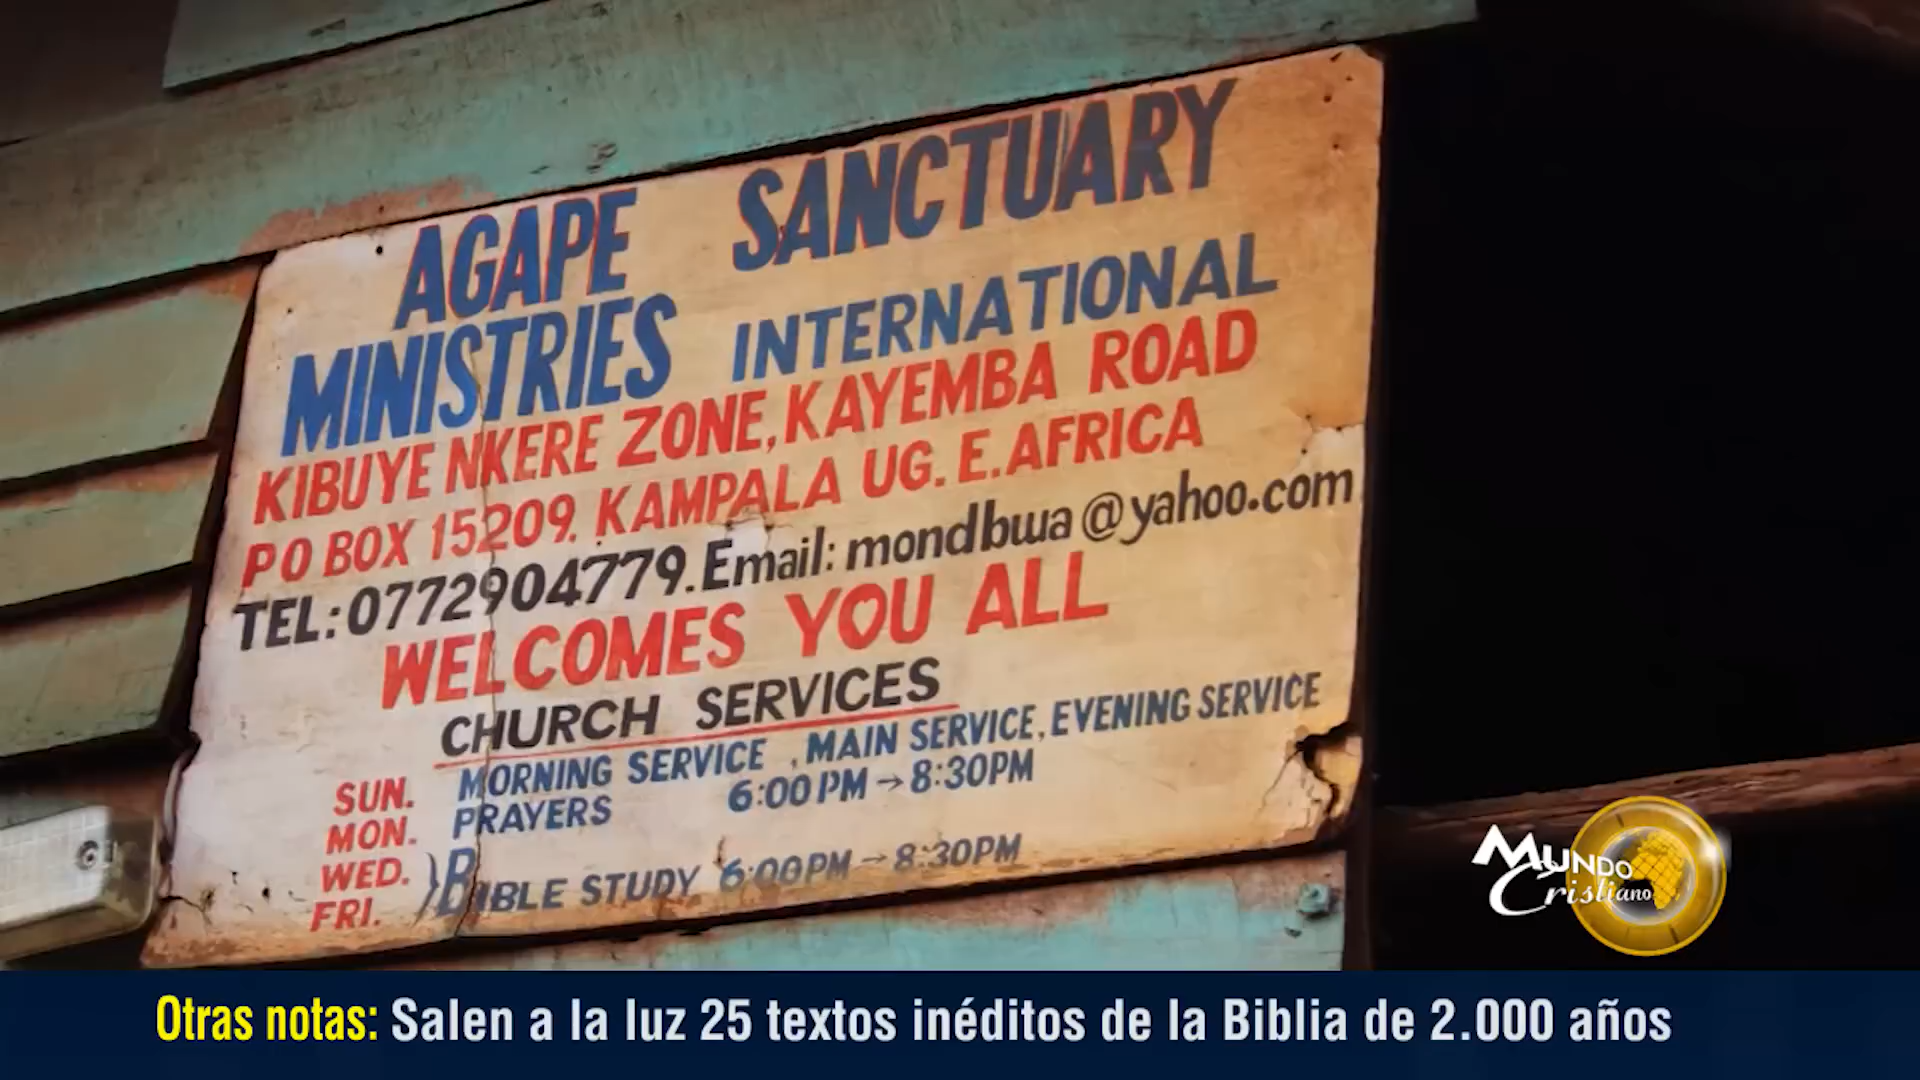 AGAPE SANCTUARY
MINISTRIES INTERNATIONAL
KIBUYE NKERE ZONE, KAYEMBA ROAD
P O BOX 15209. KAMPALA UG. E. AFRICA
TEL: 0772904779. Email: mondbwa@yahoo.com
WELCOMES YOU ALL
CHURCH SERVICES
SUN. MORNING SERVICE , MAIN SERVICE, EVENING SERVICE
MON. PRAYERS 6:00 PM → 8:30PM
WED.
FRI. } BIBLE STUDY 6:00PM → 8:30PM
MUNDO
Cristiano
Otras notas: Salen a la luz 25 textos inéditos de la Biblia de 2.000 años